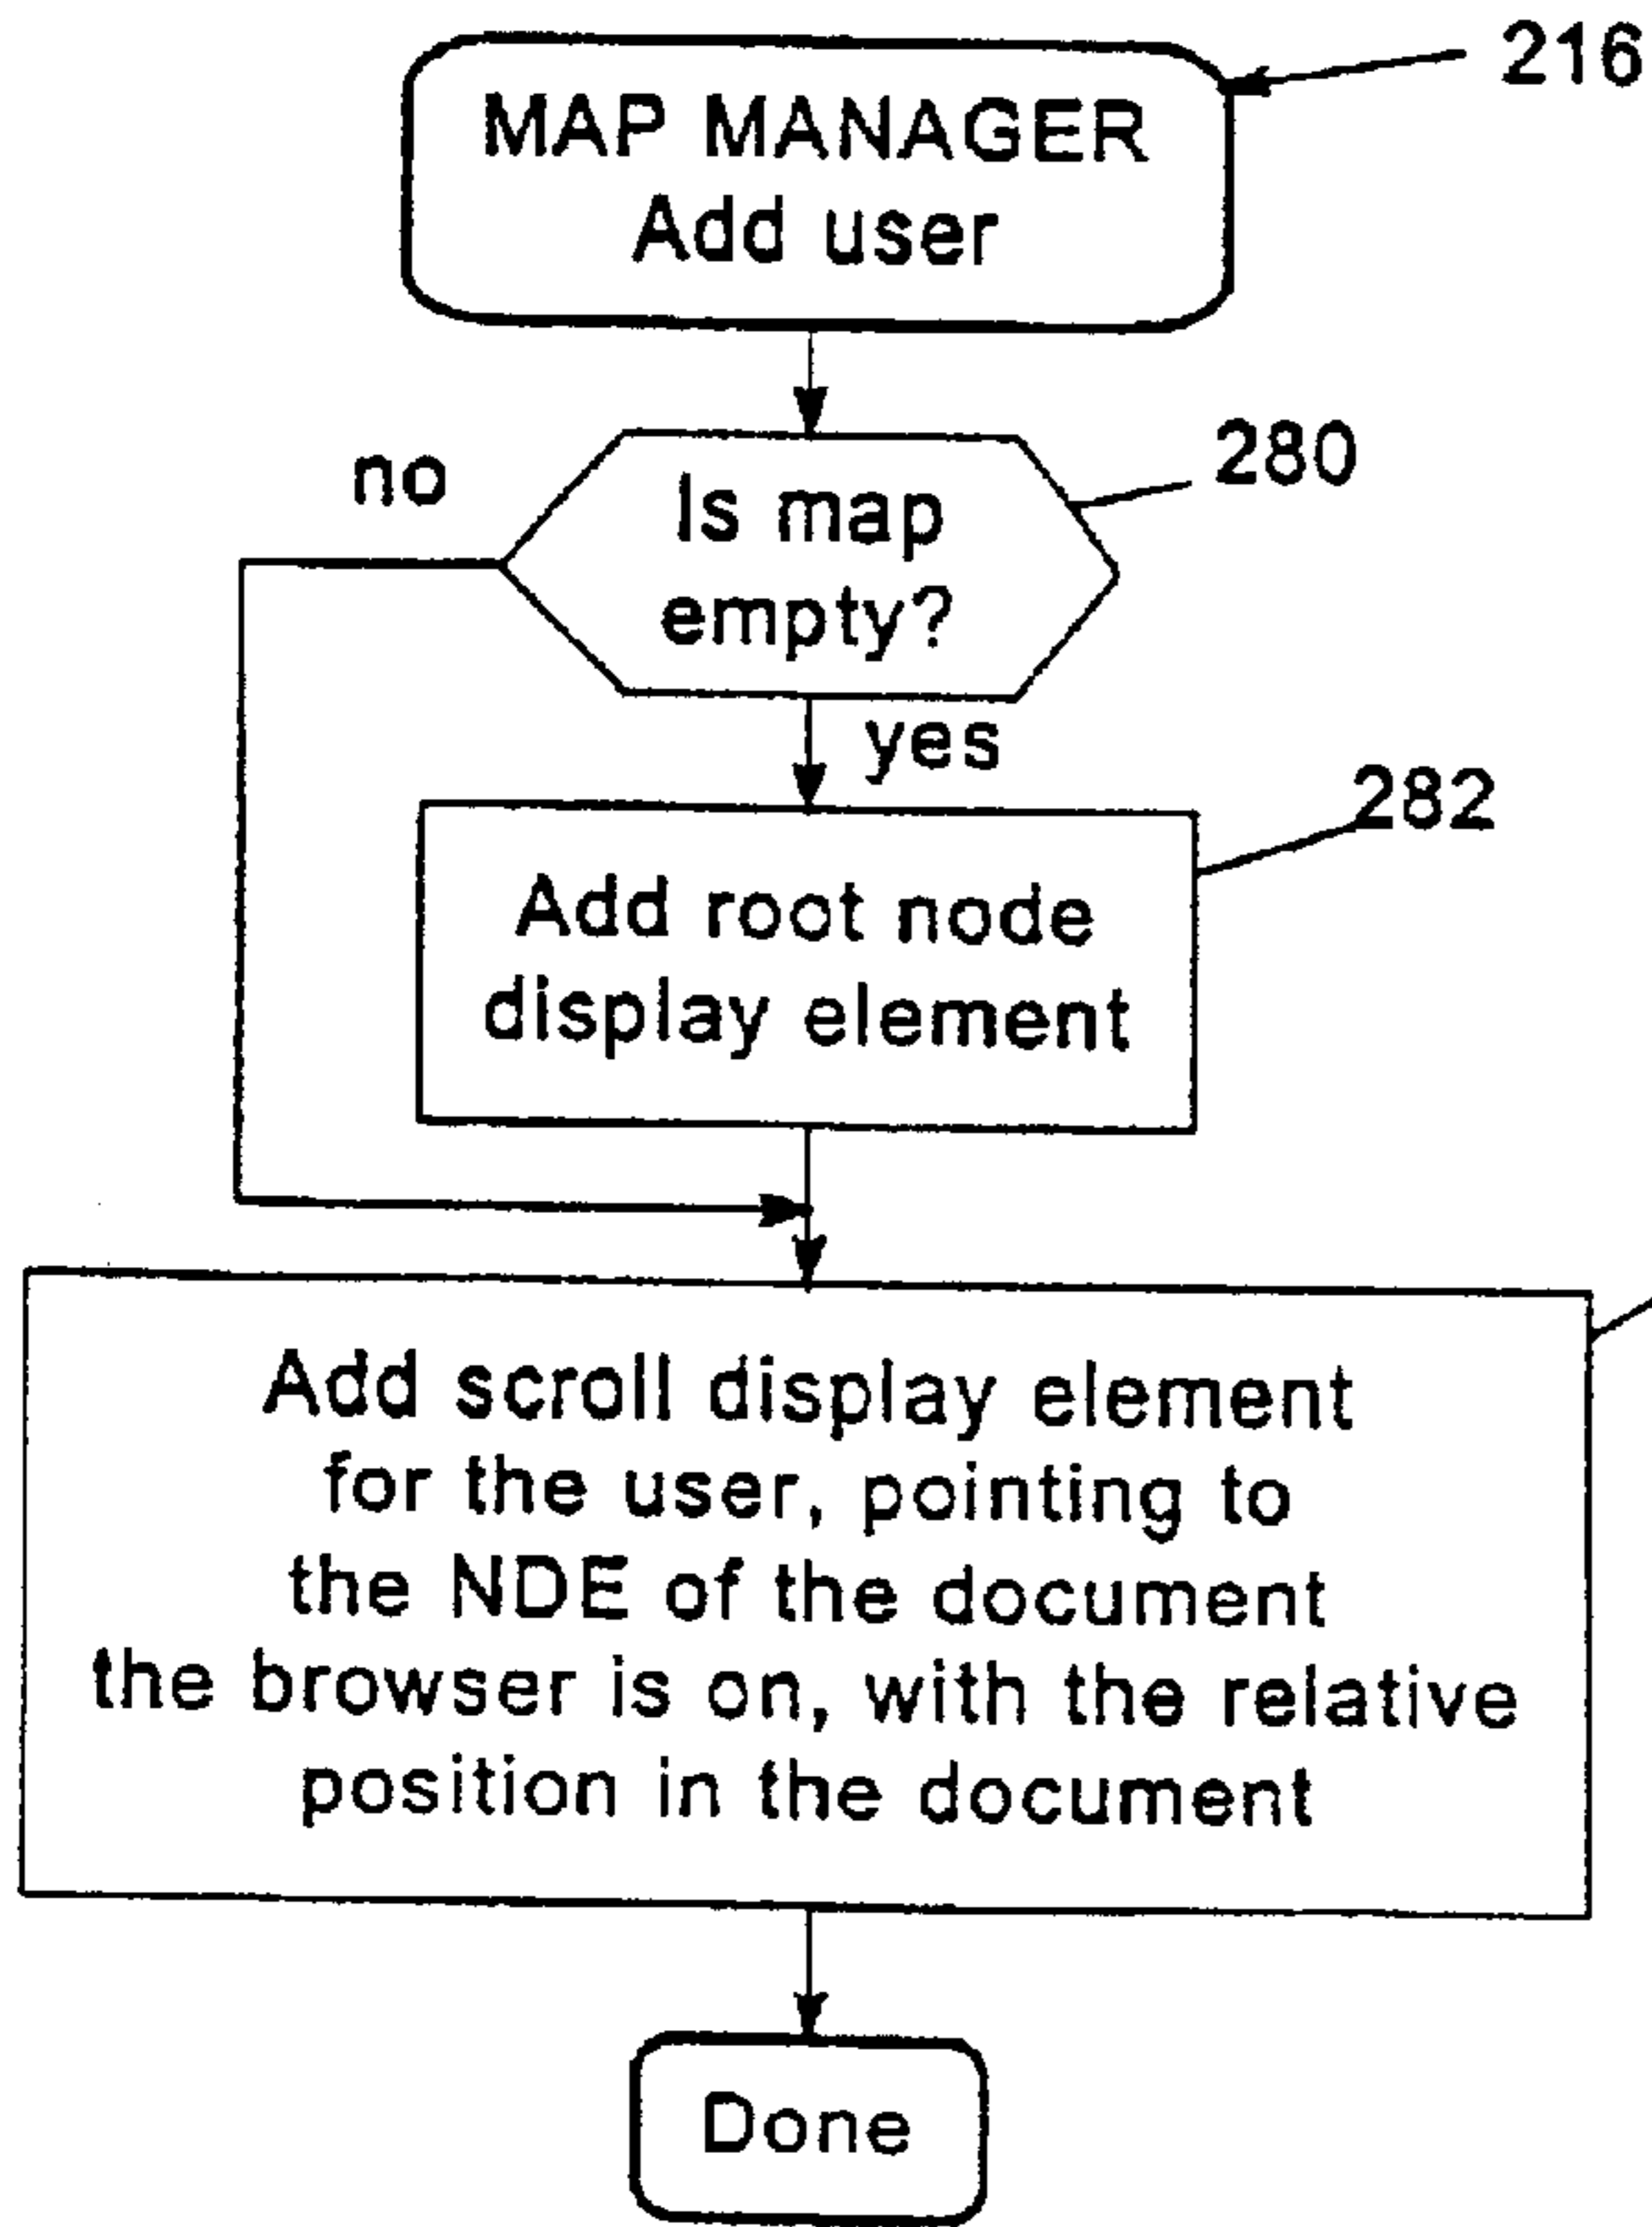 216
MAP MANAGER
Add user
280
no
Is map
empty?
yes
282
Add root node
display element
Add scroll display element
for the user, pointing to
the NDE of the document
the browser is on, with the relative
position in the document
Done